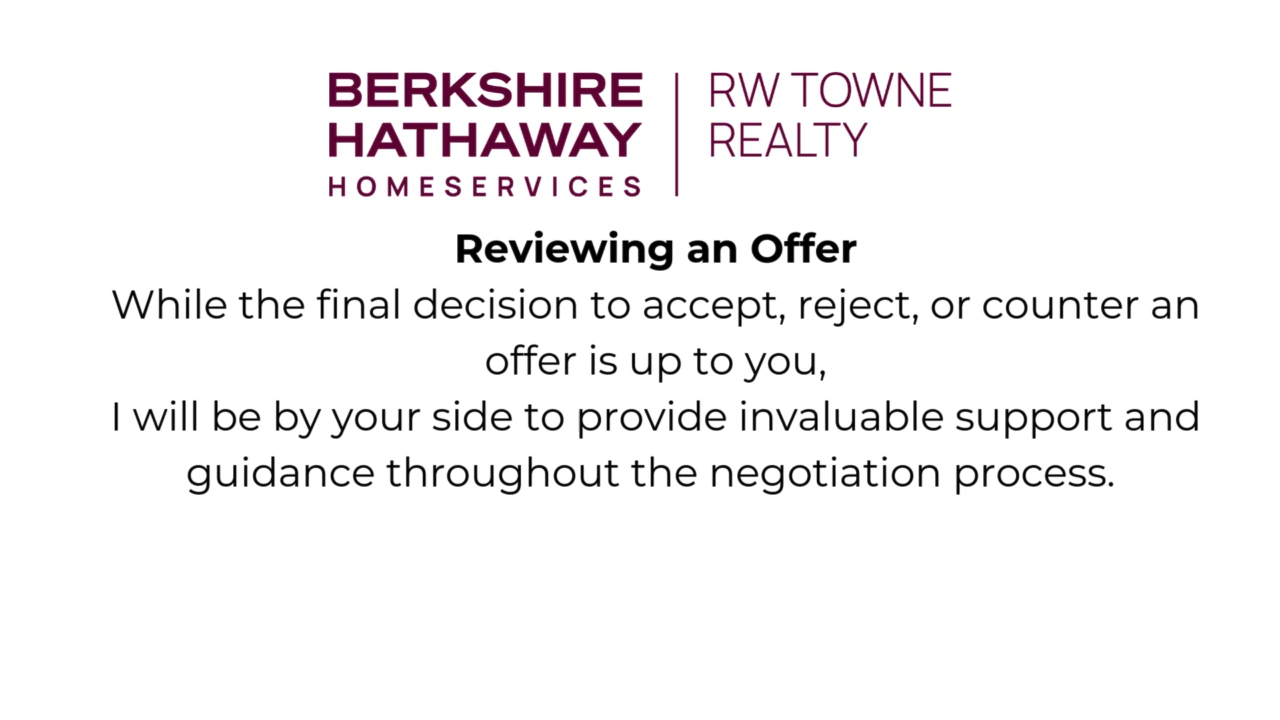 BERKSHIRE
HATHAWAY
HOMESERVICES
RW TOWNE
REALTY
Reviewing an Offer
While the final decision to accept, reject, or counter an
offer is up to you,
I will be by your side to provide invaluable support and
guidance throughout the negotiation process.